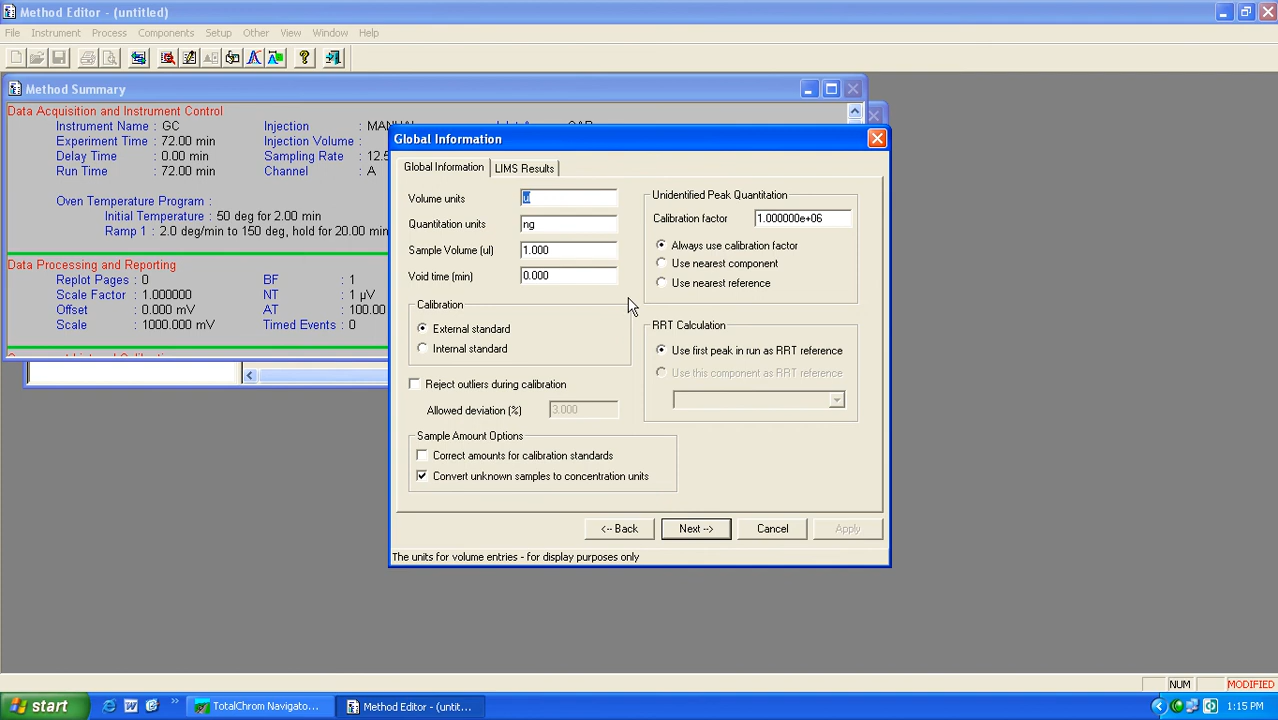 Method Editor - (untitled)
File Instrument Process Components Setup Other View Window Help
Method Summary
Data Acquisition and Instrument Control
Instrument Name : GC Injection : MANUAL
Experiment Time : 72.00 min Injection Volume :
Delay Time : 0.00 min Sampling Rate : 12.5
Run Time : 72.00 min Channel : A
Oven Temperature Program :
Initial Temperature : 50 deg for 2.00 min
Ramp 1 : 2.0 deg/min to 150 deg, hold for 20.00 min
Data Processing and Reporting
Replot Pages : 0 BF : 1
Scale Factor : 1.000000 NT : 1 µV
Offset : 0.000 mV AT : 100.00
Scale : 1000.000 mV Timed Events : 0
Global Information
Global Information LIMS Results
Volume units ul
Quantitation units ng
Sample Volume (ul) 1.000
Void time (min) 0.000
Calibration
External standard
Internal standard
Reject outliers during calibration
Allowed deviation (%) 3.000
Sample Amount Options
Correct amounts for calibration standards
Convert unknown samples to concentration units
Unidentified Peak Quantitation
Calibration factor 1.000000e+06
Always use calibration factor
Use nearest component
Use nearest reference
RRT Calculation
Use first peak in run as RRT reference
Use this component as RRT reference
<-- Back Next --> Cancel Apply
The units for volume entries - for display purposes only
NUM MODIFIED
start TotalChrom Navigato... Method Editor - (untit... 1:15 PM